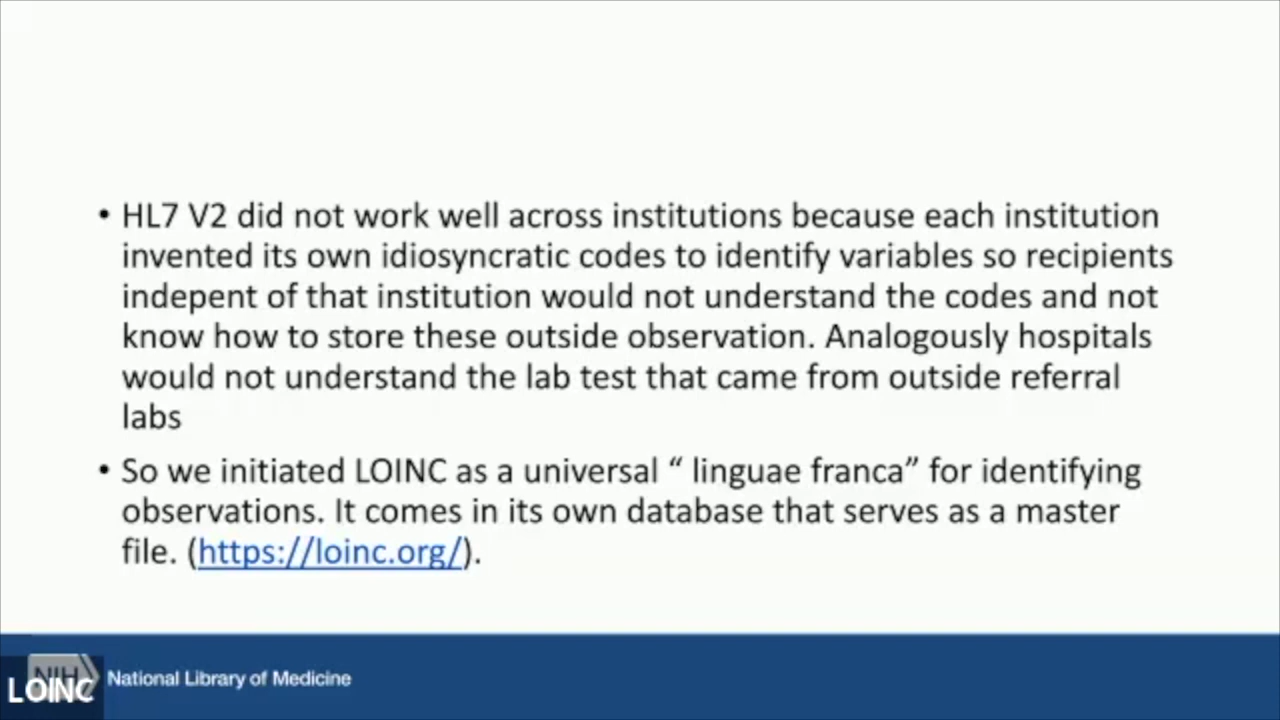 • HL7 V2 did not work well across institutions because each institution
invented its own idiosyncratic codes to identify variables so recipients
indepent of that institution would not understand the codes and not
know how to store these outside observation. Analogously hospitals
would not understand the lab test that came from outside referral
labs
• So we initiated LOINC as a universal “ linguae franca” for identifying
observations. It comes in its own database that serves as a master
file. (https://loinc.org/).
NIH National Library of Medicine
LOINC